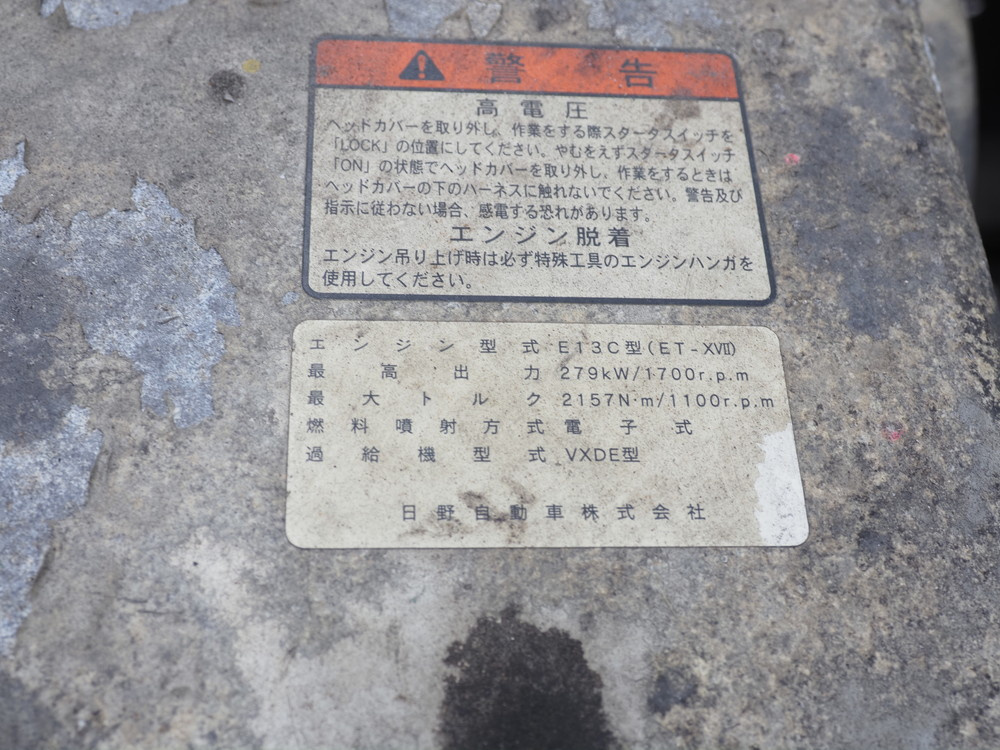 警告
高電圧
ヘッドカバーを取り外し、作業をする際スタータスイッチを
「LOCK」の位置にしてください。やむをえずスタータスイッチ
「ON」の状態でヘッドカバーを取り外し、作業をするときは
ヘッドカバーの下のハーネスに触れないでください。警告及び
指示に従わない場合、感電する恐れがあります。
エンジン脱着
エンジン吊り上げ時は必ず特殊工具のエンジンハンガを
使用してください。
エンジン型式 E13C型(ET-XVII)
最高出力 279kW/1700r.p.m
最大トルク 2157N·m/1100r.p.m
燃料噴射方式 電子式
過給機型式 VXDE型
日野自動車株式会社